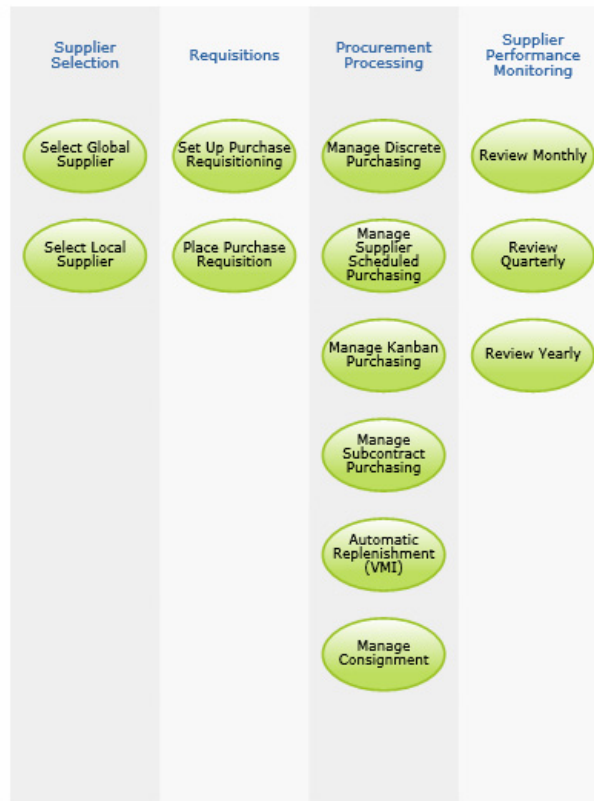 Supplier
Selection
Requisitions
Procurement
Processing
Supplier
Performance
Monitoring
Select Global
Supplier
Set Up Purchase
Requisitioning
Manage Discrete
Purchasing
Review Monthly
Select Local
Supplier
Place Purchase
Requisition
Manage
Supplier
Scheduled
Purchasing
Review
Quarterly
Manage Kanban
Purchasing
Review Yearly
Manage
Subcontract
Purchasing
Automatic
Replenishment
(VMI)
Manage
Consignment